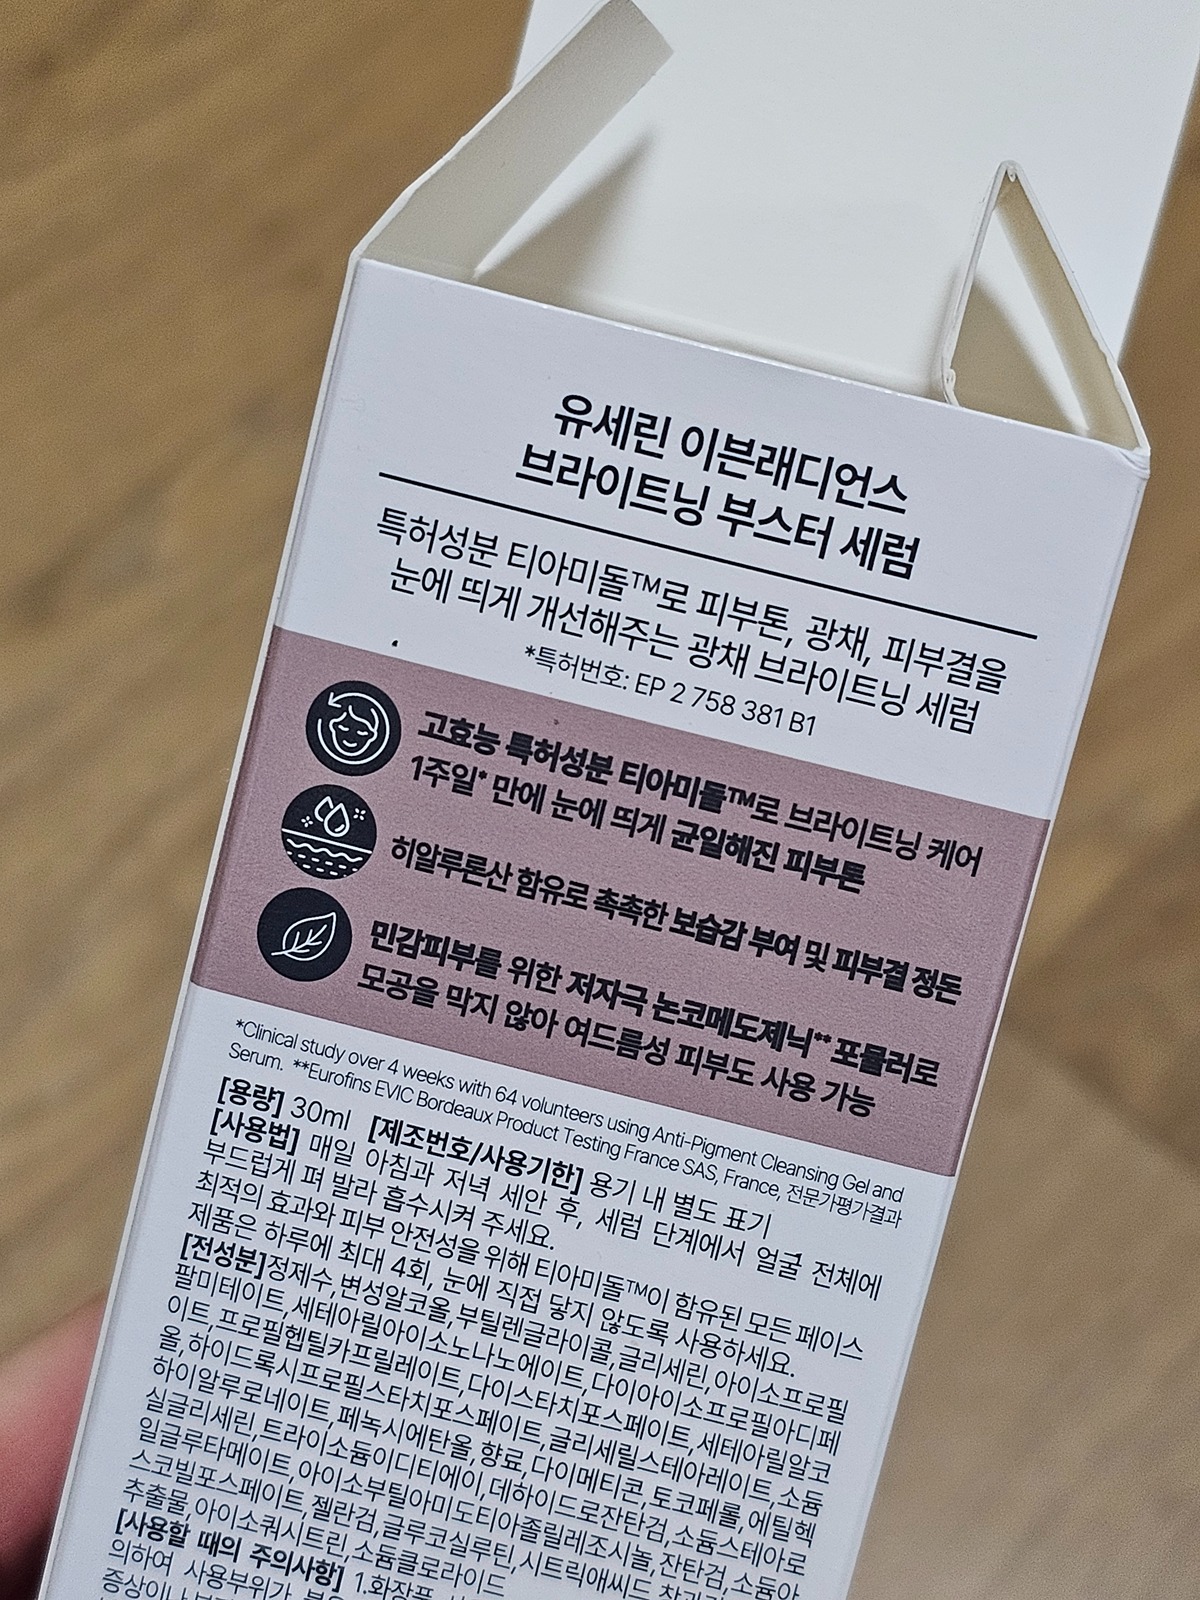 유세린 이븐래디언스
브라이트닝 부스터 세럼
특허성분 티아미돌™로 피부톤, 광채, 피부결을
눈에 띄게 개선해주는 광채 브라이트닝 세럼
*특허번호: EP 2 758 381 B1
고효능 특허성분 티아미돌™로 브라이트닝 케어
1주일* 만에 눈에 띄게 균일해진 피부톤
히알루론산 함유로 촉촉한 보습감 부여 및 피부결 정돈
민감피부를 위한 저자극 논코메도제닉** 포뮬러로
모공을 막지 않아 여드름성 피부도 사용 가능
*Clinical study over 4 weeks with 64 volunteers using Anti-Pigment Cleansing Gel and
Serum. **Eurofins EVIC Bordeaux Product Testing France SAS, France, 전문가평가결과
[용량] 30ml [제조번호/사용기한] 용기 내 별도 표기
[사용법] 매일 아침과 저녁 세안 후, 세럼 단계에서 얼굴 전체에
부드럽게 펴 발라 흡수시켜 주세요.
최적의 효과와 피부 안전성을 위해 티아미돌™이 함유된 모든 페이스
제품은 하루에 최대 4회, 눈에 직접 닿지 않도록 사용하세요.
[전성분]정제수,변성알코올,부틸렌글라이콜,글리세린,아이소프로필
팔미테이트,세테아릴아이소노나노에이트,다이아이소프로필아디페
이트,프로필헵틸카프릴레이트,다이스타치포스페이트,세테아릴알코
올,하이드록시프로필스타치포스페이트,글리세릴스테아레이트,소듐
하이알루로네이트,페녹시에탄올,향료,다이메티콘,토코페롤,에틸헥
실글리세린,트라이소듐이디티에이,데하이드로잔탄검,소듐스테아로
일글루타메이트,아이소부틸아미도티아졸릴레조시놀,잔탄검,소듐아
스코빌포스페이트,젤란검,글루코실루틴,시트릭애씨드,
추출물,아이소쿼시트린,소듐클로라이드
[사용할 때의 주의사항] 1.화장품
의하여 사용부위가
증상이나